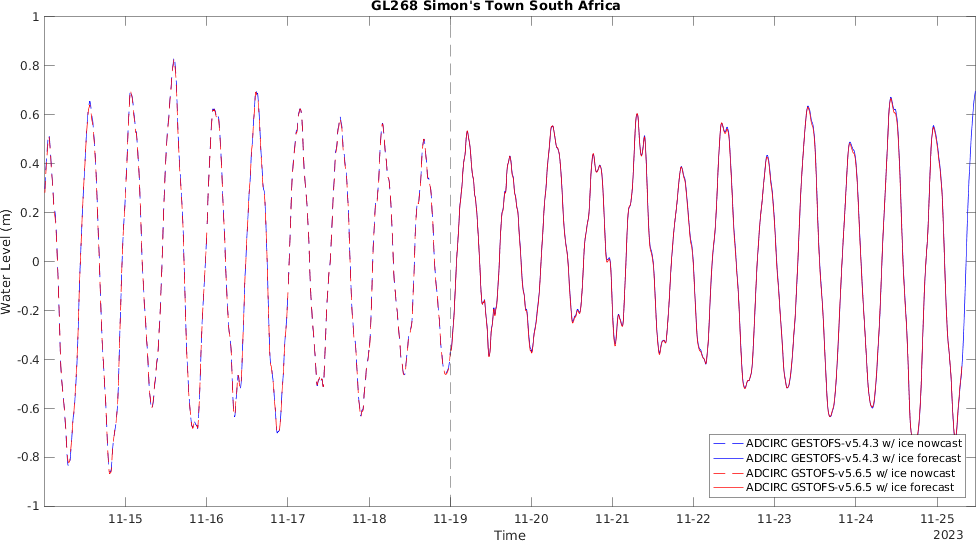 GL268 Simon's Town South Africa
1
0.8
0.6
0.4
0.2
0
-0.2
-0.4
-0.6
-0.8
-1
Water Level (m)
ADCIRC GESTOFS-v5.4.3 w/ ice nowcast
ADCIRC GESTOFS-v5.4.3 w/ ice forecast
ADCIRC GSTOFS-v5.6.5 w/ ice nowcast
ADCIRC GSTOFS-v5.6.5 w/ ice forecast
11-15 11-16 11-17 11-18 11-19 11-20 11-21 11-22 11-23 11-24 11-25
2023
Time